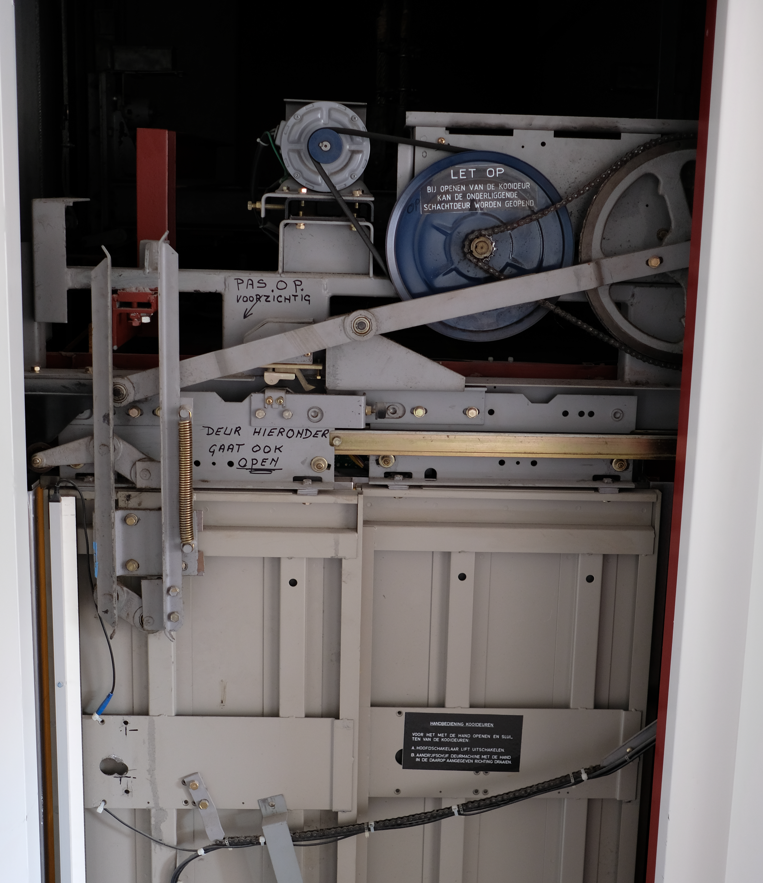 LET OP
BIJ OPENEN VAN DE KOOIDEUR
KAN DE ONDERLIGGENDE
SCHACHTDEUR WORDEN GEOPEND
PAS OP.
VOORZICHTIG
DEUR HIERONDER
GAAT OOK
OPEN
HANDBEDIENING KOOIDEUREN
VOOR HET MET DE HAND OPENEN EN SLUI,
TEN VAN DE KOOIDEUREN:
A. HOOFDSCHAKELAAR LIFT UITSCHAKELEN.
B. AANDRIJFSCHIJF DEURMACHINE MET DE HAND
IN DE DAAROP AANGEGEVEN RICHTING DRAAIEN.